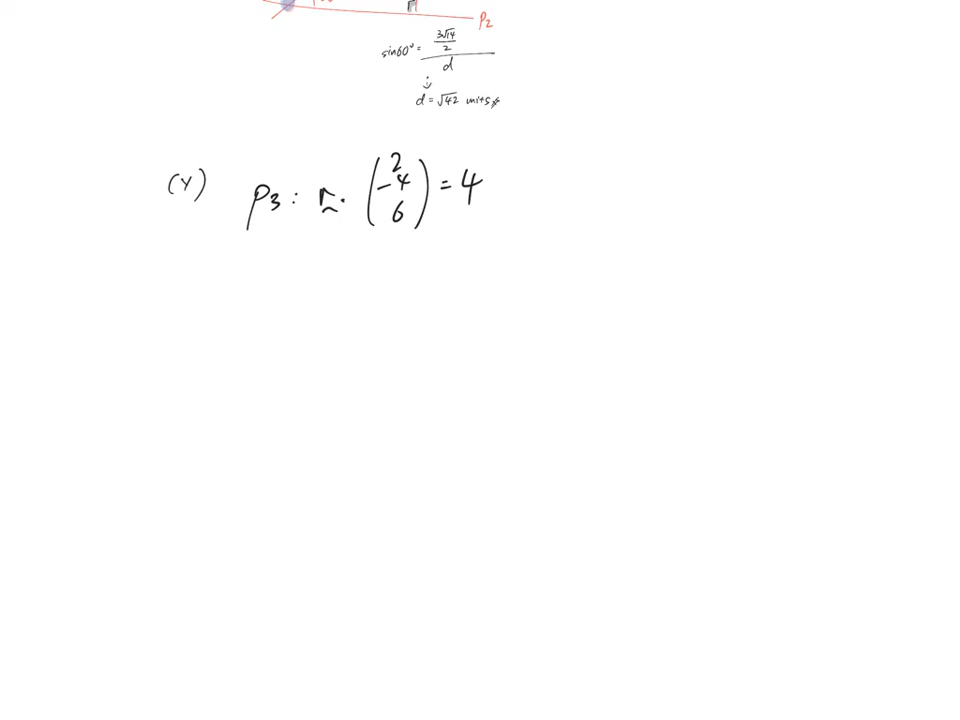 P2
sin60° = (3√14/2)/d
d = √42 units
(v) p3 : r · (2 -4 6) = 4